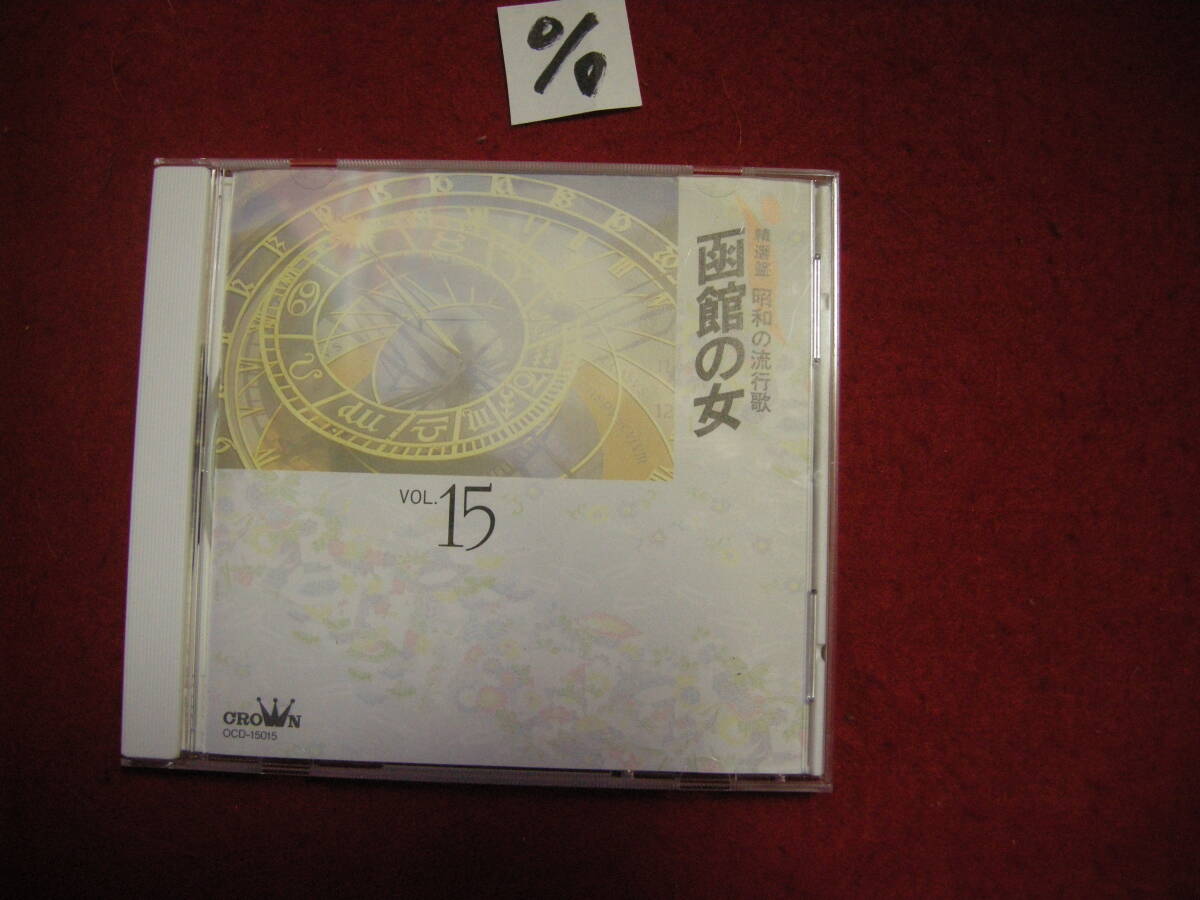 %
精選盤 昭和の流行歌
函館の女
VOL.15
CROWN
OCD-15015